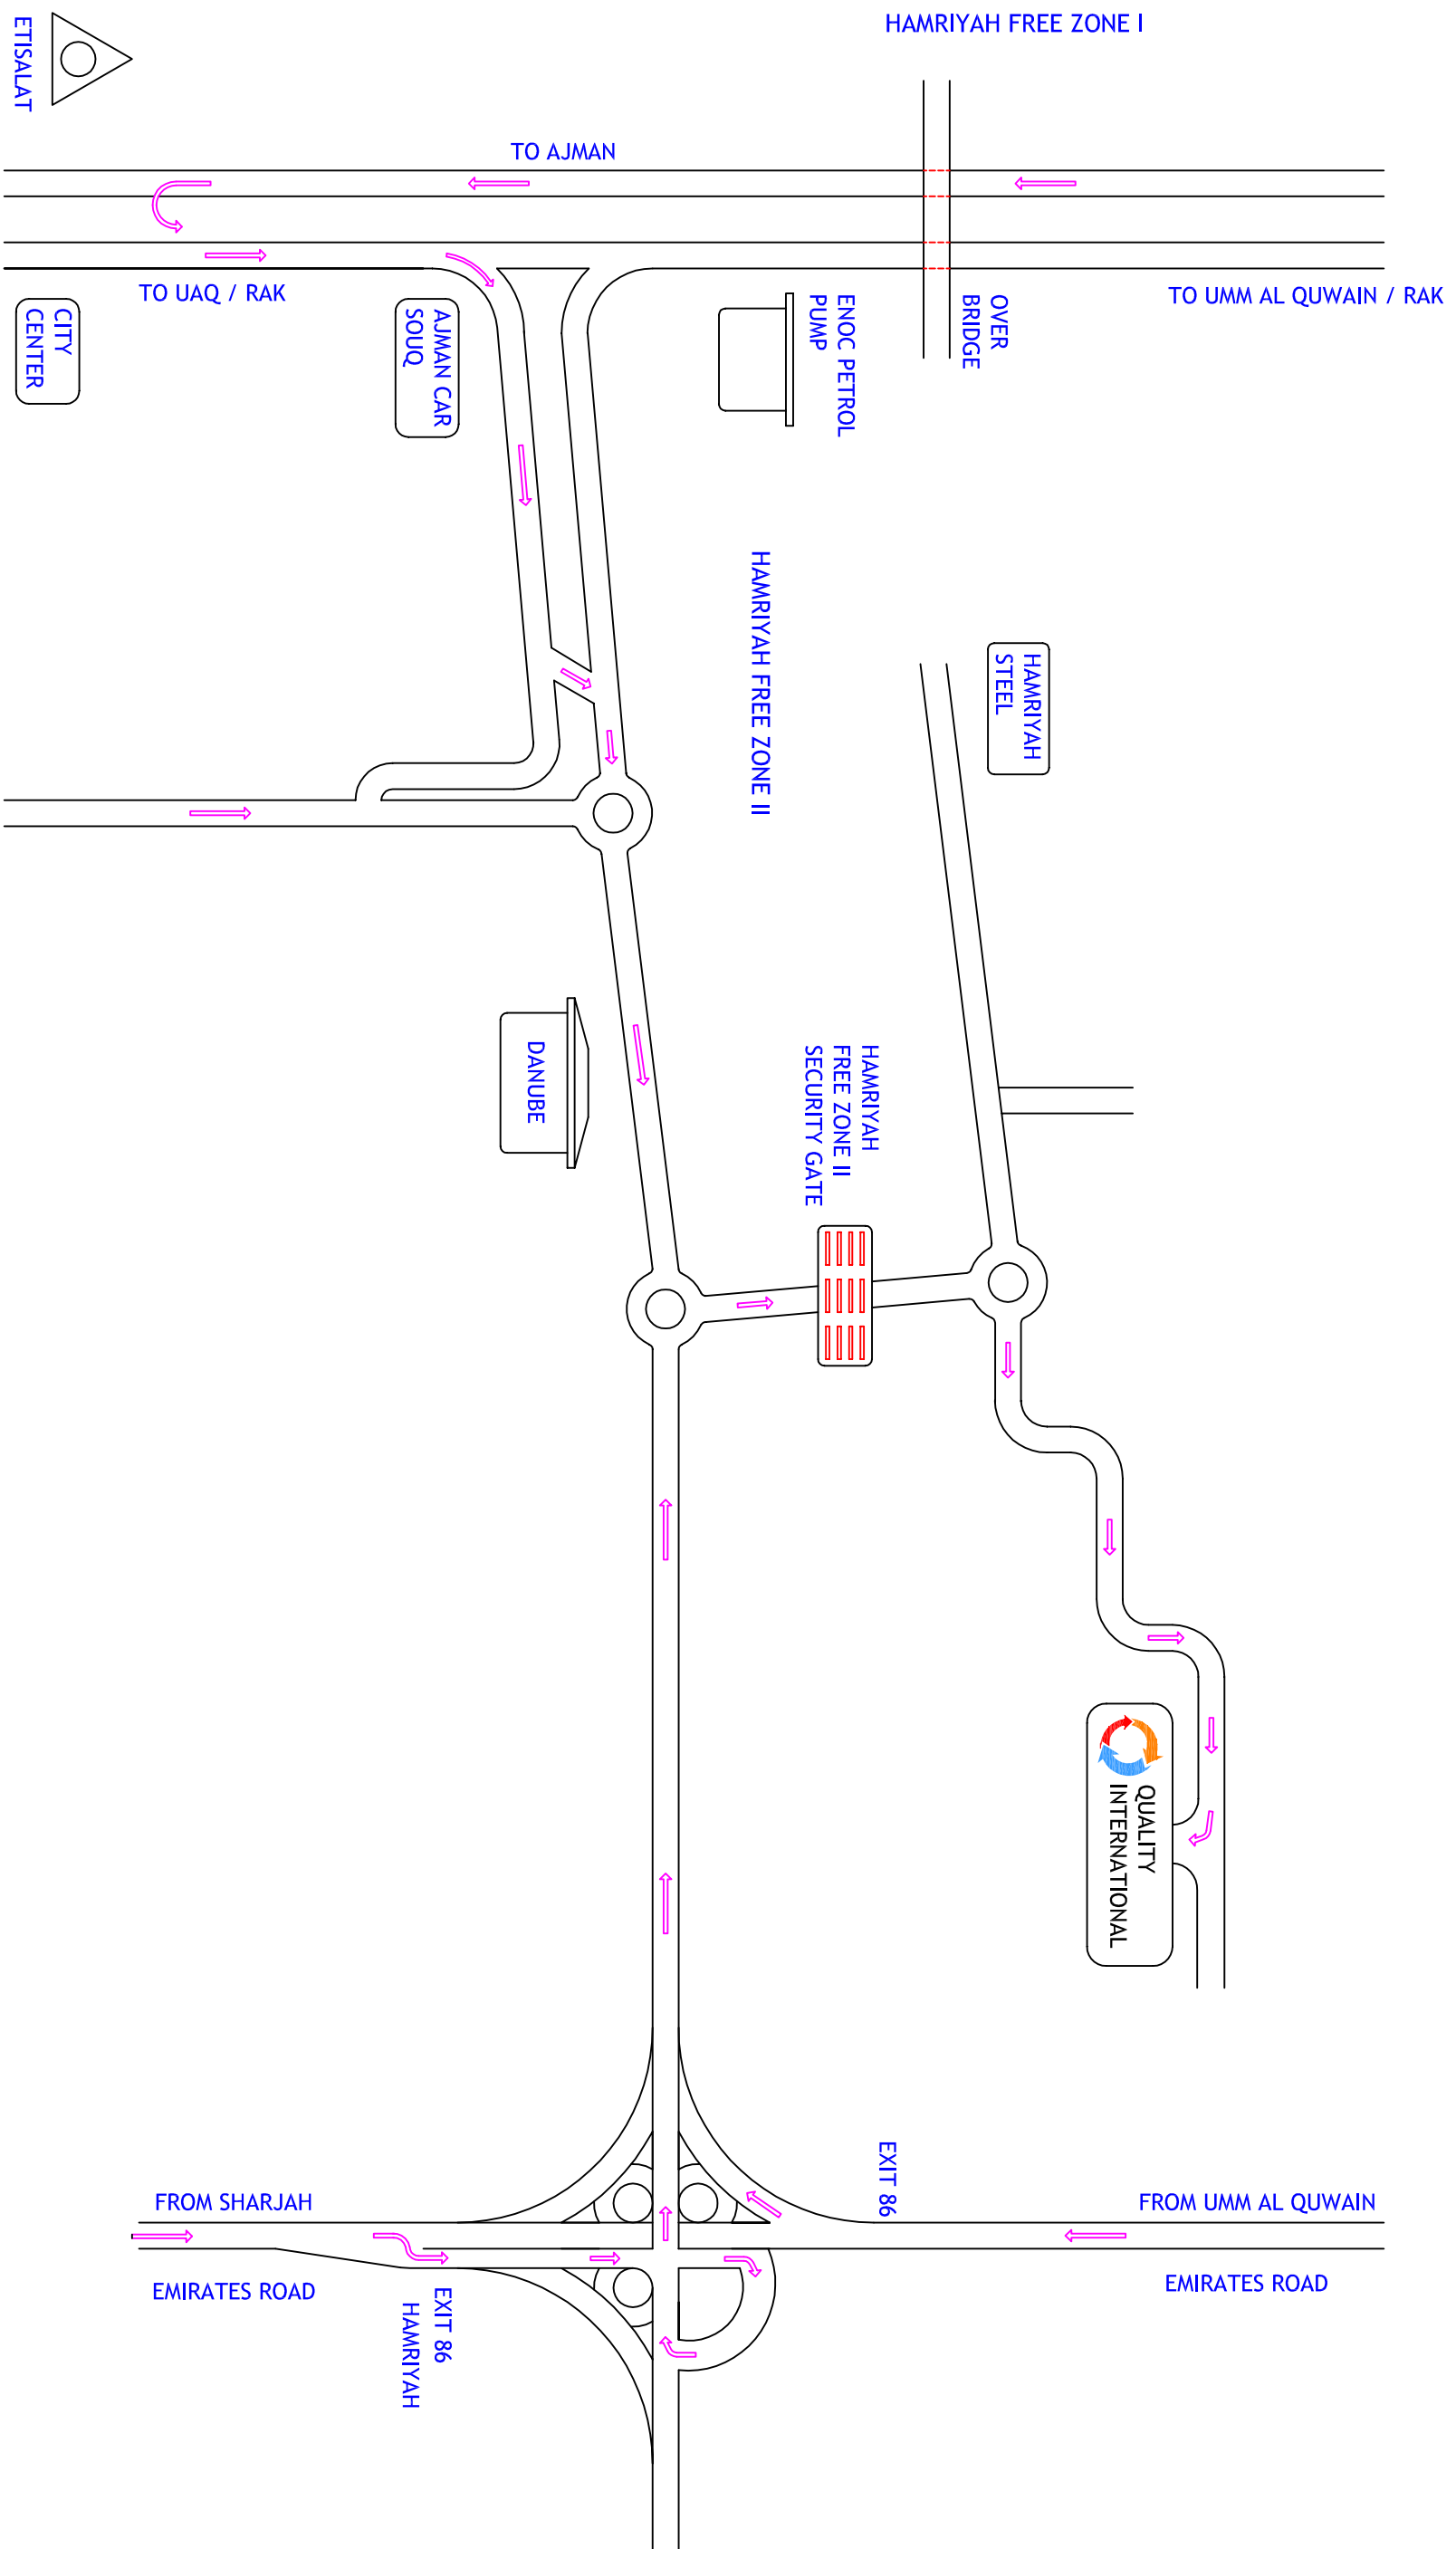 HAMRIYAH FREE ZONE I
ETISALAT
TO AJMAN
TO UAQ / RAK
TO UMM AL QUWAIN / RAK
CITY
CENTER
AJMAN CAR
SOUQ
ENOC PETROL
PUMP
OVER
BRIDGE
HAMRIYAH FREE ZONE II
HAMRIYAH
STEEL
DANUBE
HAMRIYAH
FREE ZONE II
SECURITY GATE
QUALITY
INTERNATIONAL
EXIT 86
FROM SHARJAH
FROM UMM AL QUWAIN
EMIRATES ROAD
EMIRATES ROAD
EXIT 86
HAMRIYAH